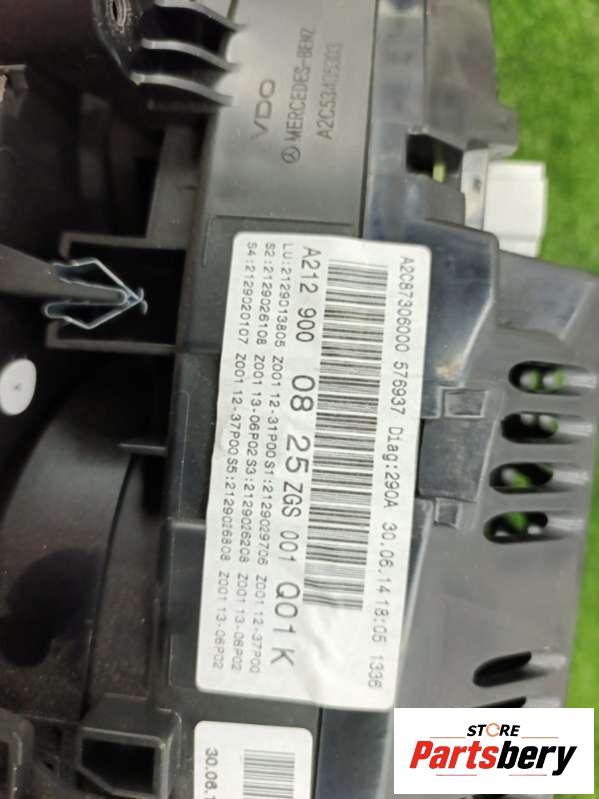 VDO
MERCEDES-BENZ
A2C53405303
A2087306000 576937 Diag:290A 30.06.14 18:05 1336
A212 900 08 25 ZGS 001 Q01K
LU:2129013805 Z001 12-31P00 S1:2129029706 Z001 12-37P00
S2:2129026108 Z001 13-06P02 S3:2129026208 Z001 13-06P02
S4:2129020107 Z001 12-37P00 S5:2129026808 Z001 13-06P02
30.06.1
STORE
Partsbery